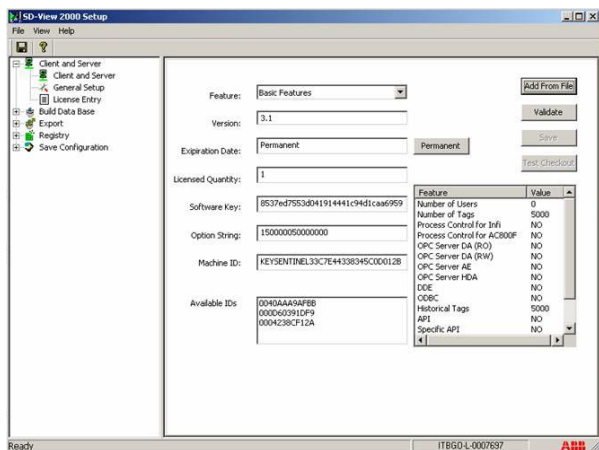 SD-View 2000 Setup
File View Help
Client and Server
Client and Server
General Setup
License Entry
Build Data Base
Export
Registry
Save Configuration
Feature: Basic Features
Version: 3.1
Exipiration Date: Permanent
Permanent
Licensed Quantity: 1
Software Key: 8537ed7553d041914441c94d1caa6959
Option String: 150000050000000
Machine ID: KEYSENTINEL33C7E44338345C0D012B
Available IDs
0040AAA9AFBB
000D60391DF9
0004238CF12A
Add From File
Validate
Save
Test Checkout
Feature Value
Number of Users 0
Number of Tags 5000
Process Control for Infi NO
Process Control for AC800F NO
OPC Server DA (RO) NO
OPC Server DA (RW) NO
OPC Server AE NO
OPC Server HDA NO
DDE NO
ODBC NO
Historical Tags 5000
API NO
Specific API NO
Ready
ITBGO-L-0007697
ABB